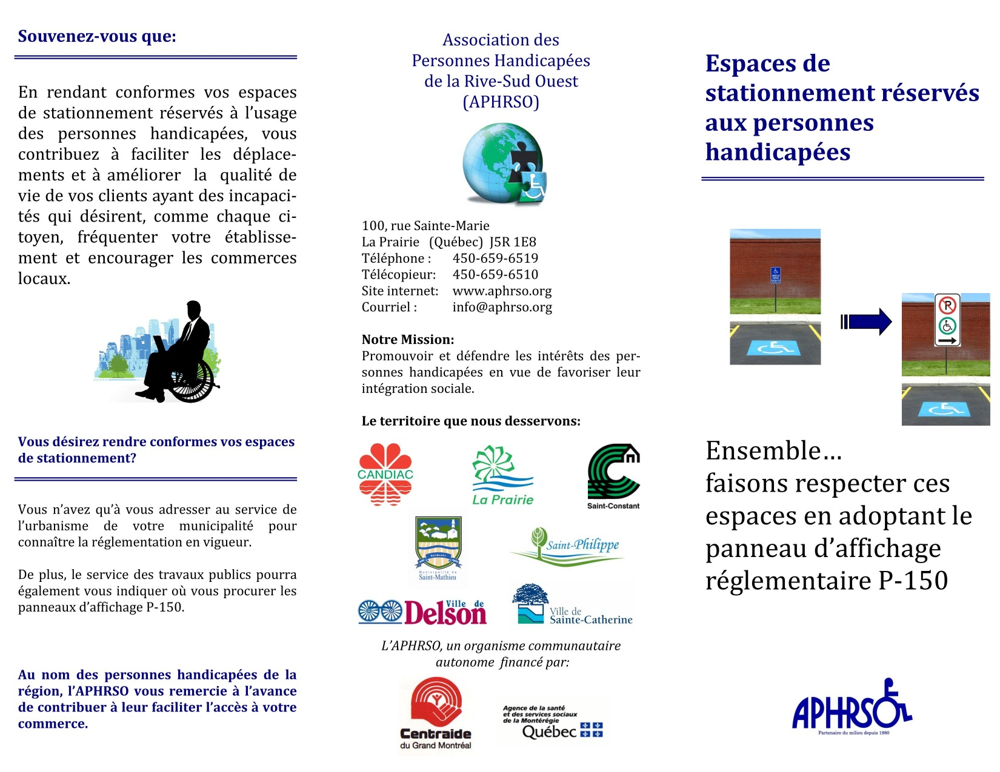 Souvenez-vous que:
En rendant conformes vos espaces
de stationnement réservés à l'usage
des personnes handicapées, vous
contribuez à faciliter les déplace-
ments et à améliorer la qualité de
vie de vos clients ayant des incapaci-
tés qui désirent, comme chaque ci-
toyen, fréquenter votre établisse-
ment et encourager les commerces
locaux.
Vous désirez rendre conformes vos espaces
de stationnement?
Vous n'avez qu'à vous adresser au service de
l'urbanisme de votre municipalité pour
connaître la réglementation en vigueur.
De plus, le service des travaux publics pourra
également vous indiquer où vous procurer les
panneaux d'affichage P-150.
Au nom des personnes handicapées de la
région, l'APHRSO vous remercie à l'avance
de contribuer à leur faciliter l'accès à votre
commerce.
Association des
Personnes Handicapées
de la Rive-Sud Ouest
(APHRSO)
100, rue Sainte-Marie
La Prairie (Québec) J5R 1E8
Téléphone : 450-659-6519
Télécopieur: 450-659-6510
Site internet: www.aphrso.org
Courriel : info@aphrso.org
Notre Mission:
Promouvoir et défendre les intérêts des per-
sonnes handicapées en vue de favoriser leur
intégration sociale.
Le territoire que nous desservons:
CANDIAC
La Prairie
Saint-Constant
Municipalité de
Saint-Mathieu
Saint-Philippe
Ville de
Delson
Ville de
Sainte-Catherine
L'APHRSO, un organisme communautaire
autonome financé par:
Centraide
du Grand Montréal
Agence de la santé
et des services sociaux
de la Montérégie
Québec
Espaces de
stationnement réservés
aux personnes
handicapées
P
Ensemble…
faisons respecter ces
espaces en adoptant le
panneau d'affichage
réglementaire P-150
APHRSO
Partenaire du milieu depuis 1980